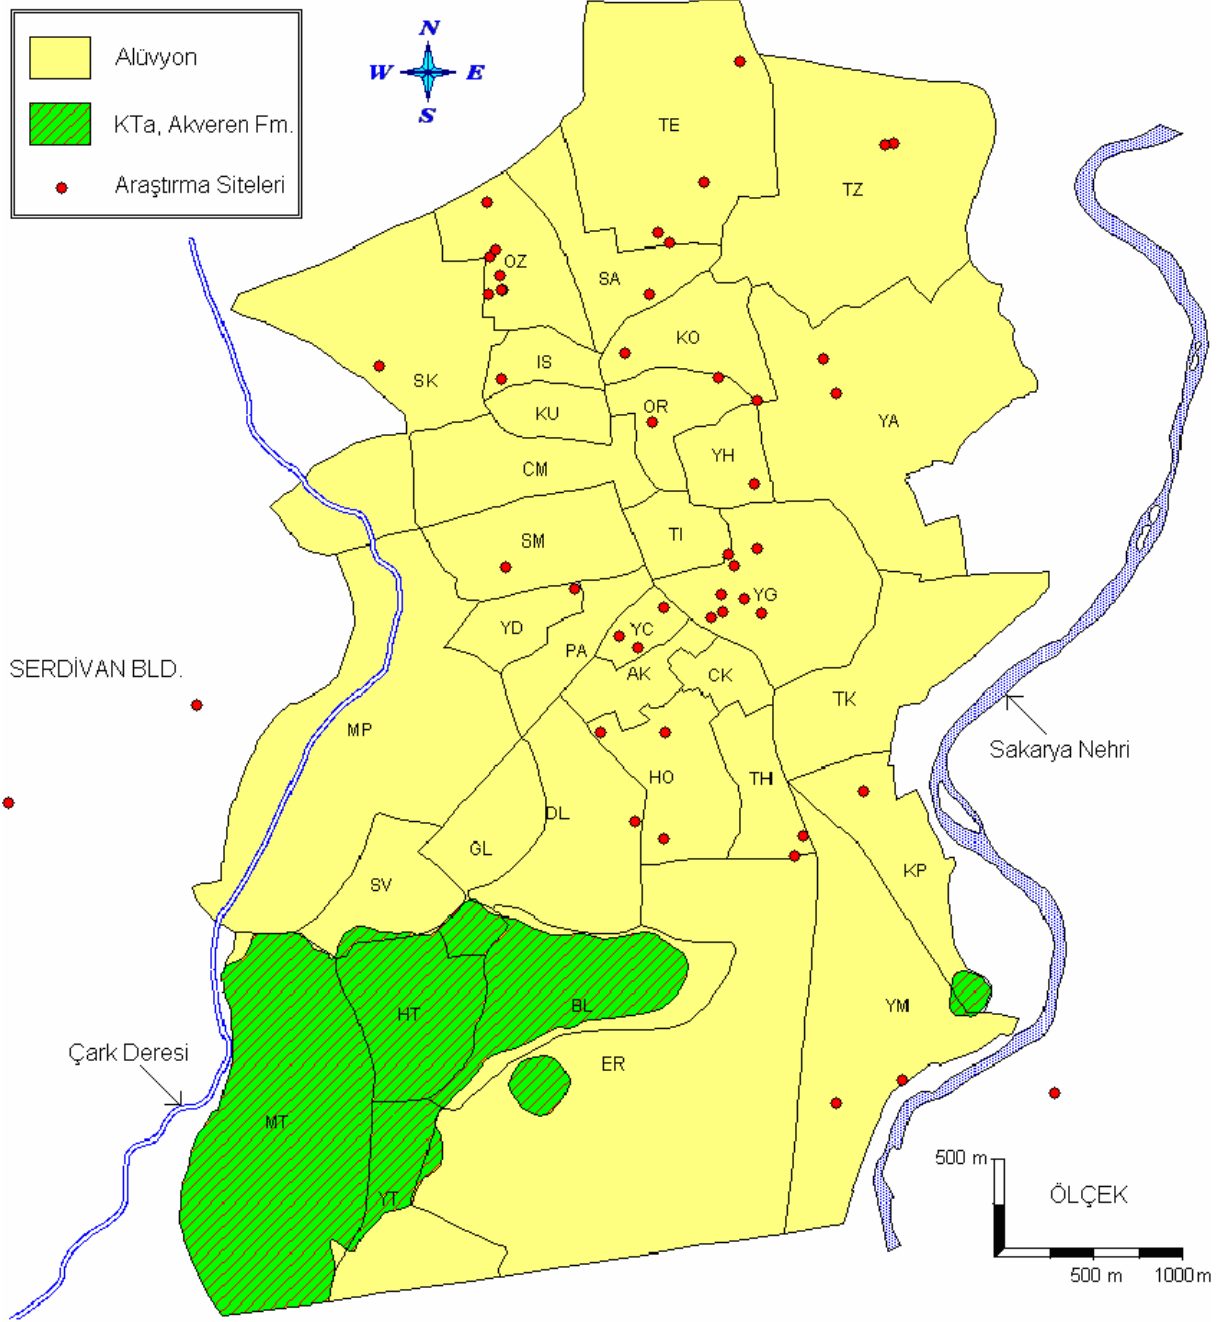 Alüvyon
KTa, Akveren Fm.
Araştırma Siteleri
N
W E
S
TE
TZ
OZ
SA
KO
IS
SK
KU
OR
YA
YH
CM
SM
TI
YG
YD
YC
PA
AK
CK
TK
SERDİVAN BLD.
MP
Sakarya Nehri
HO
TH
DL
GL
KP
SV
BL
HT
YM
Çark Deresi
ER
MT
YT
500 m
ÖLÇEK
500 m 1000m